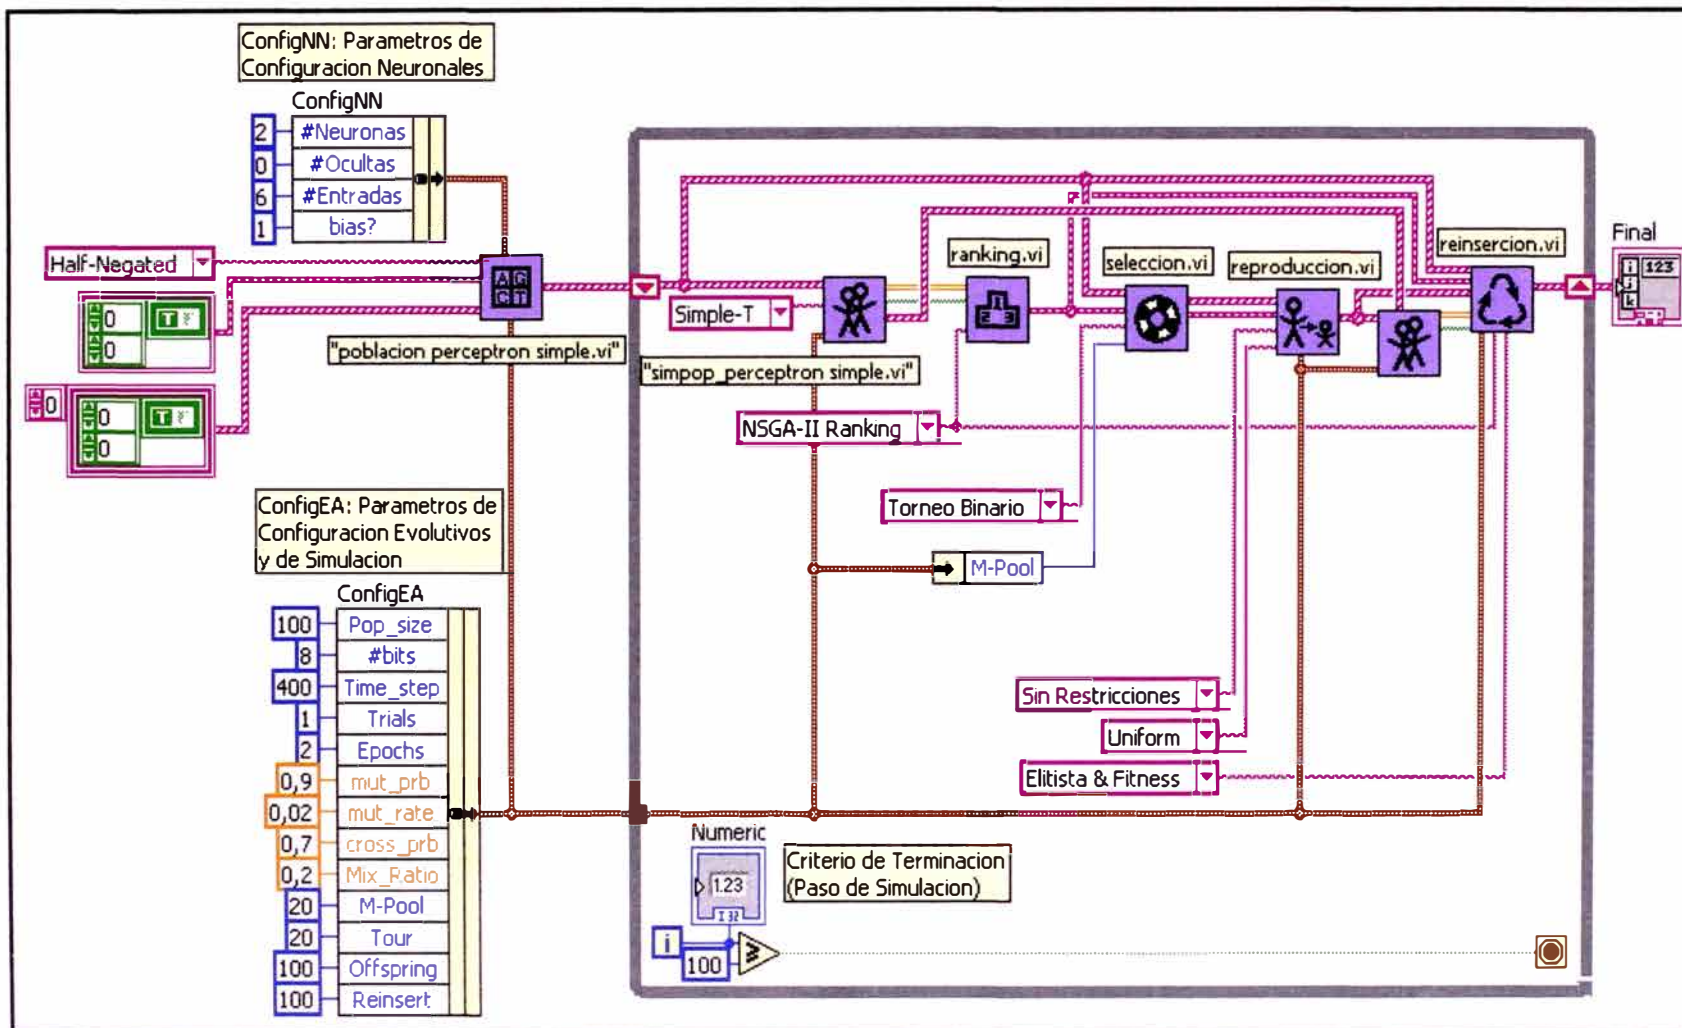 ConfigNN: Parametros de
Configuracion Neuronales
ConfigNN
2 #Neuronas
0 #Ocultas
6 #Entradas
1 bias?
Half-Negated
0
0
T
0
0
0
T
A G
C T
"poblacion perceptron simple.vi"
Simple-T
"simpop_perceptron simple.vi"
ranking.vi
seleccion.vi
reproduccion.vi
reinsercion.vi
Final
i
j
k
123
NSGA-II Ranking
Torneo Binario
M-Pool
Sin Restricciones
Uniform
Elitista & Fitness
ConfigEA: Parametros de
Configuracion Evolutivos
y de Simulacion
ConfigEA
100 Pop_size
8 #bits
400 Time_step
1 Trials
2 Epochs
0,9 mut_prb
0,02 mut_rate
0,7 cross_prb
0,2 Mix_Ratio
20 M-Pool
20 Tour
100 Offspring
100 Reinsert
Numeric
1.23
I 32
i
100
Criterio de Terminacion
(Paso de Simulacion)